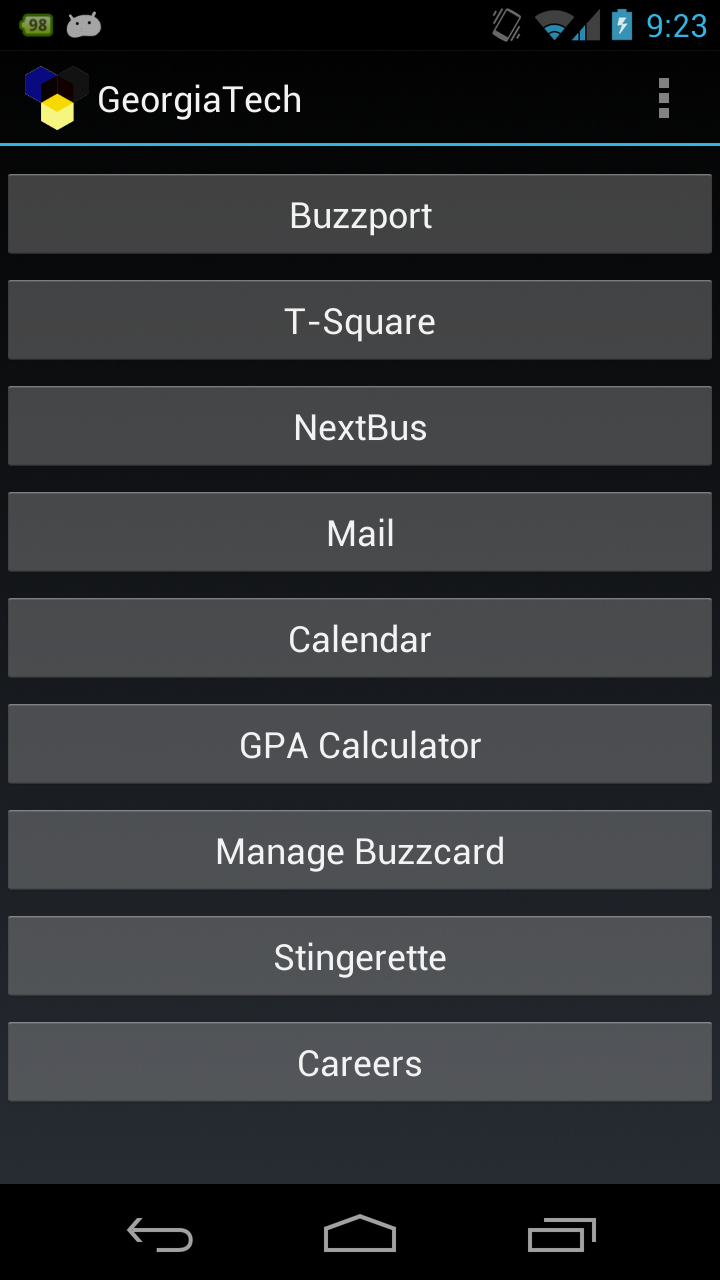 98
9:23
GeorgiaTech
Buzzport
T-Square
NextBus
Mail
Calendar
GPA Calculator
Manage Buzzcard
Stingerette
Careers